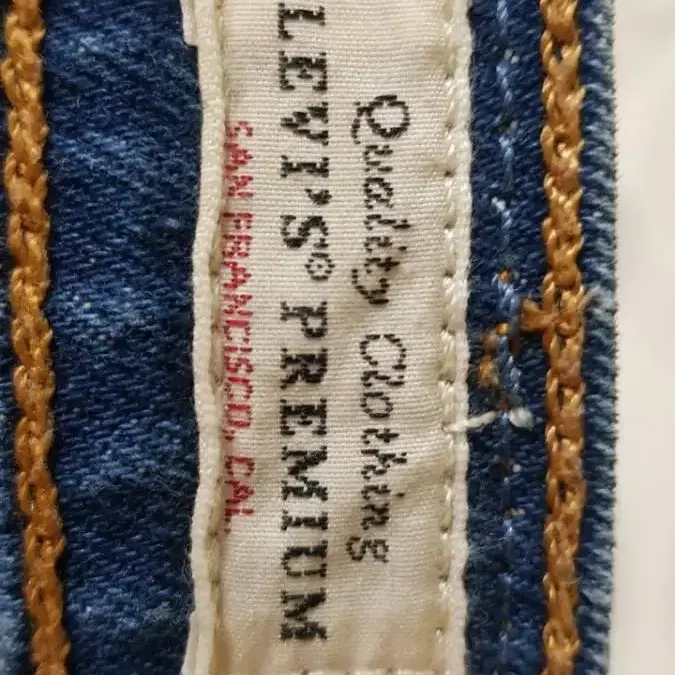 Quality Clothing
LEVI'S® PREMIUM
SAN FRANCISCO, CAL.